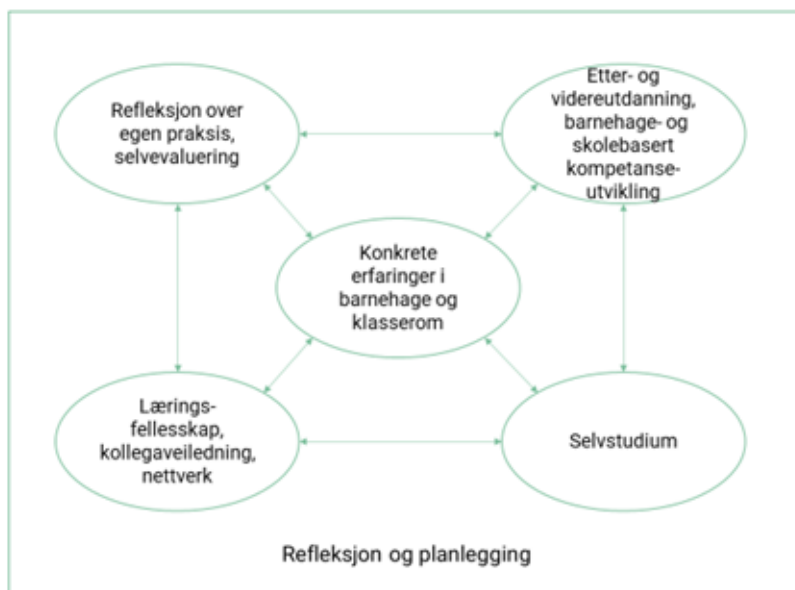 Refleksjon over
egen praksis,
selvevaluering
Etter- og
videreutdanning,
barnehage- og
skolebasert
kompetanse-
utvikling
Konkrete
erfaringer i
barnehage og
klasserom
Lærings-
fellesskap,
kollegaveiledning,
nettverk
Selvstudium
Refleksjon og planlegging